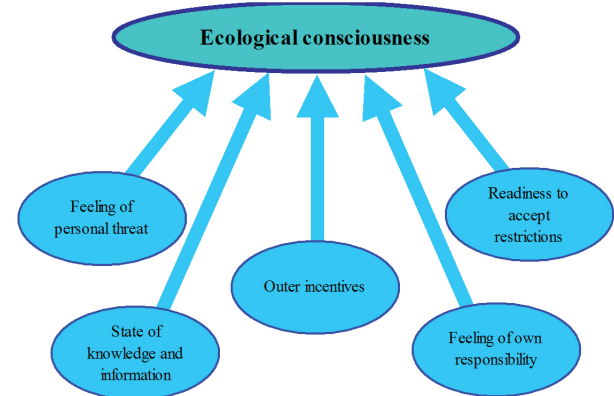 Ecological consciousness
Feeling of
personal threat
Readiness to
accept
restrictions
Outer incentives
State of
knowledge and
information
Feeling of own
responsibility